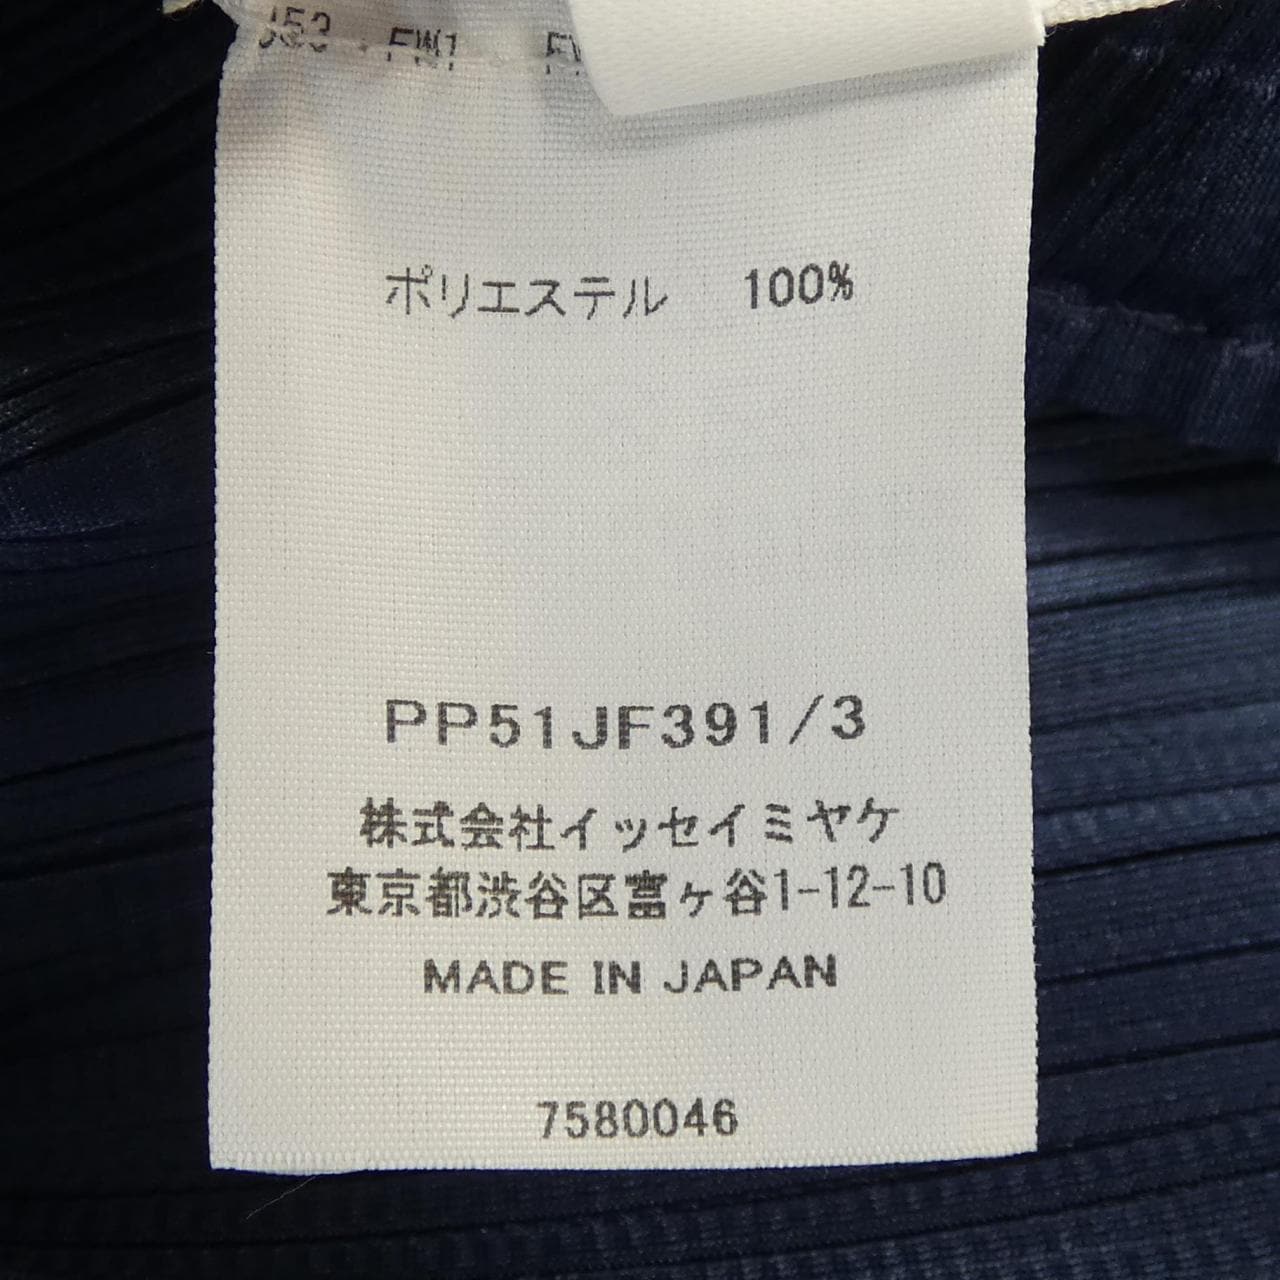 ポリエステル 100%
PP51JF391/3
株式会社イッセイミヤケ
東京都渋谷区富ヶ谷1-12-10
MADE IN JAPAN
7580046